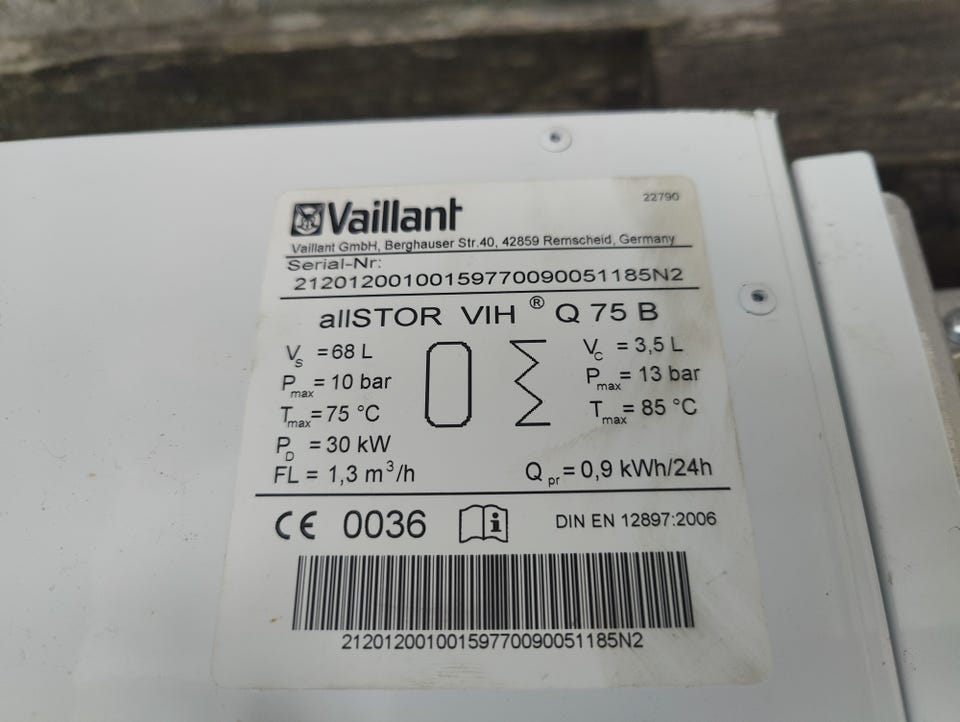 Vaillant
22790
Vaillant GmbH, Berghauser Str.40, 42859 Remscheid, Germany
Serial-Nr:
21201200100159770090051185N2
allSTOR VIH ® Q 75 B
Vs = 68 L
Pmax = 10 bar
Tmax = 75 °C
PD = 30 kW
FL = 1,3 m³/h
Vc = 3,5 L
Pmax = 13 bar
Tmax = 85 °C
Qpr = 0,9 kWh/24h
CE 0036
i
DIN EN 12897:2006
21201200100159770090051185N2